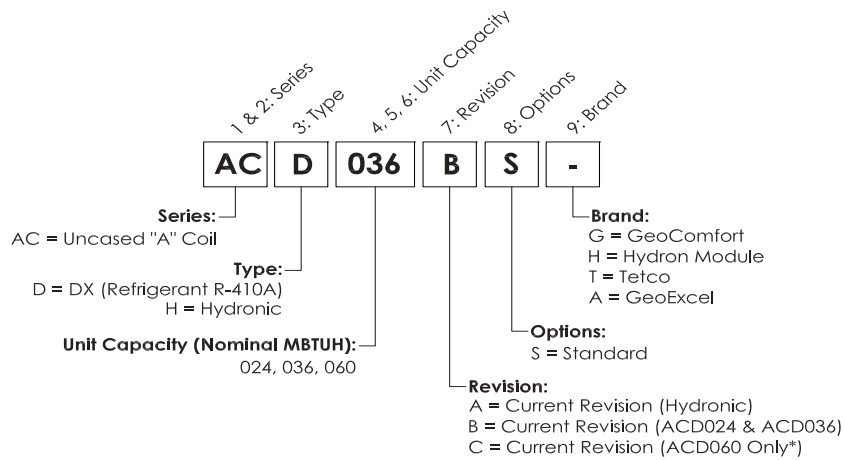 1 & 2: Series
3: Type
4, 5, 6: Unit Capacity
7: Revision
8: Options
9: Brand
AC D 036 B S -
Series:
AC = Uncased "A" Coil
Type:
D = DX (Refrigerant R-410A)
H = Hydronic
Unit Capacity (Nominal MBTUH):
024, 036, 060
Brand:
G = GeoComfort
H = Hydron Module
T = Tetco
A = GeoExcel
Options:
S = Standard
Revision:
A = Current Revision (Hydronic)
B = Current Revision (ACD024 & ACD036)
C = Current Revision (ACD060 Only*)